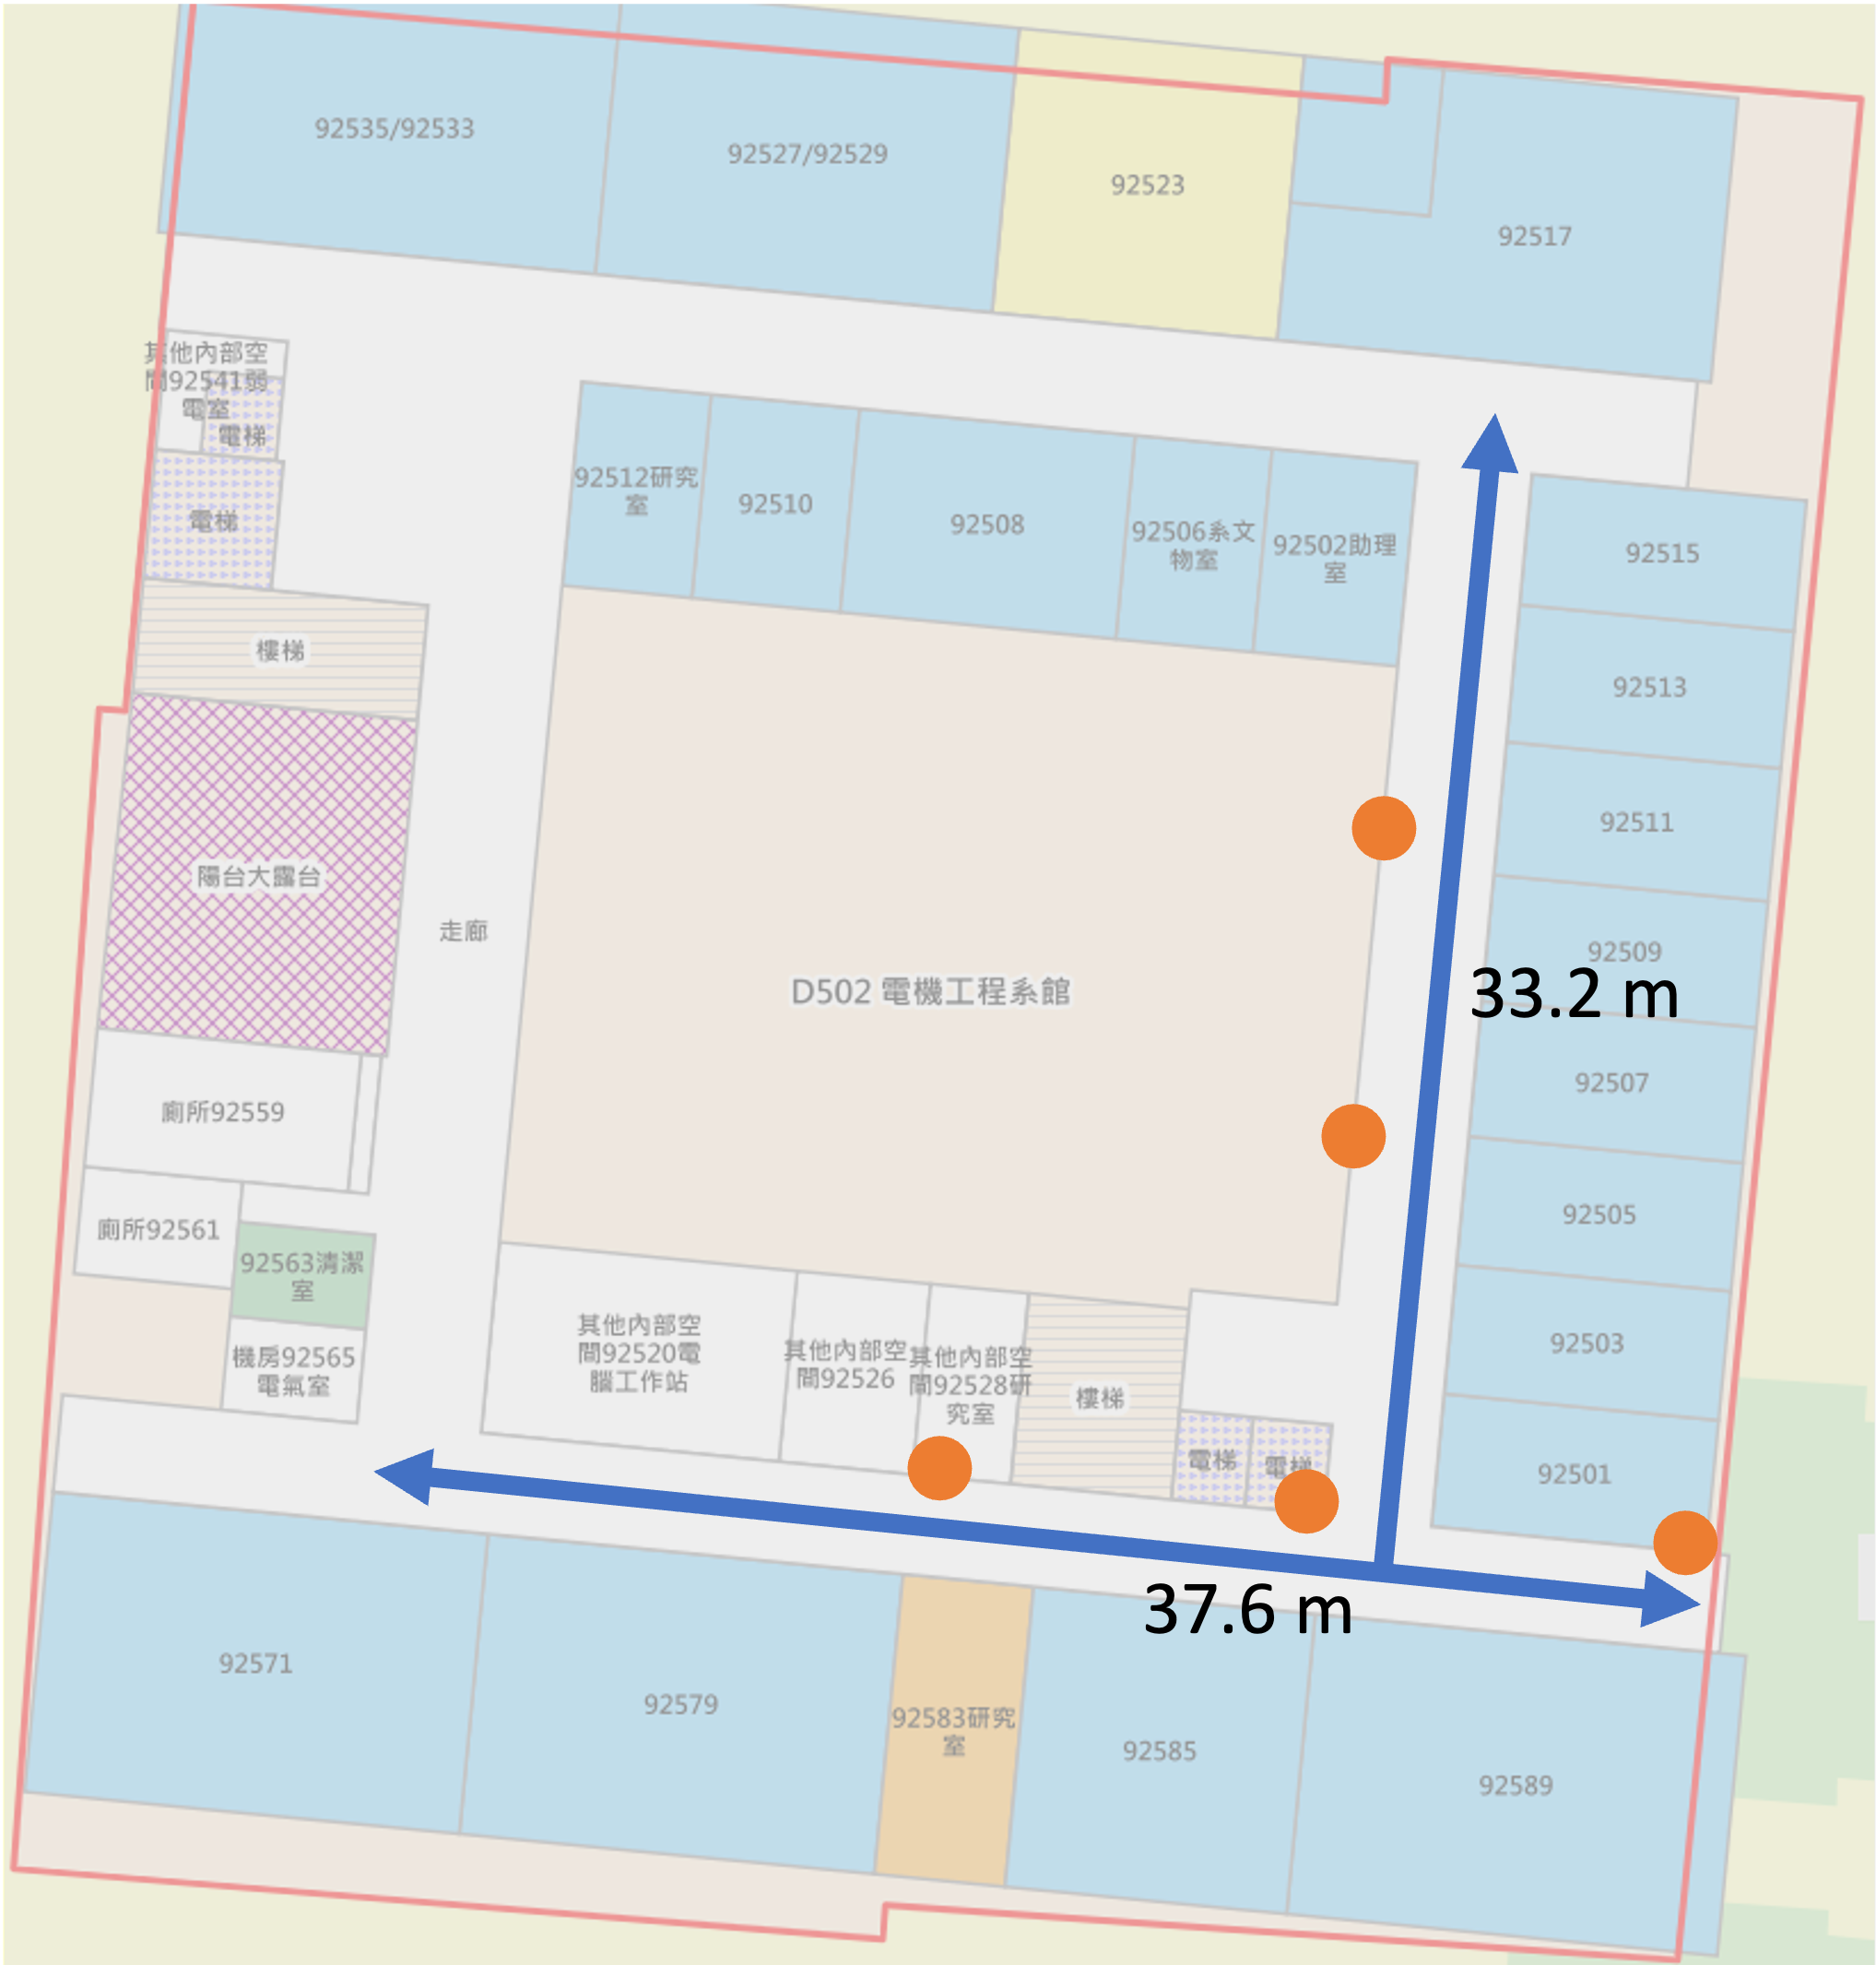 92535/92533
92527/92529
92523
92517
其他內部空
間92541弱
電室
電梯
電梯
樓梯
陽台大露台
走廊
廁所92559
廁所92561
92563清潔
室
機房92565
電氣室
92512研究
室
92510
92508
92506系文
物室
92502助理
室
92515
92513
92511
92509
33.2 m
92507
92505
92503
92501
D502 電機工程系館
其他內部空
間92520電
腦工作站
其他內部空
間92526
其他內部空
間92528研
究室
樓梯
電梯
電梯
37.6 m
92571
92579
92583研究
室
92585
92589